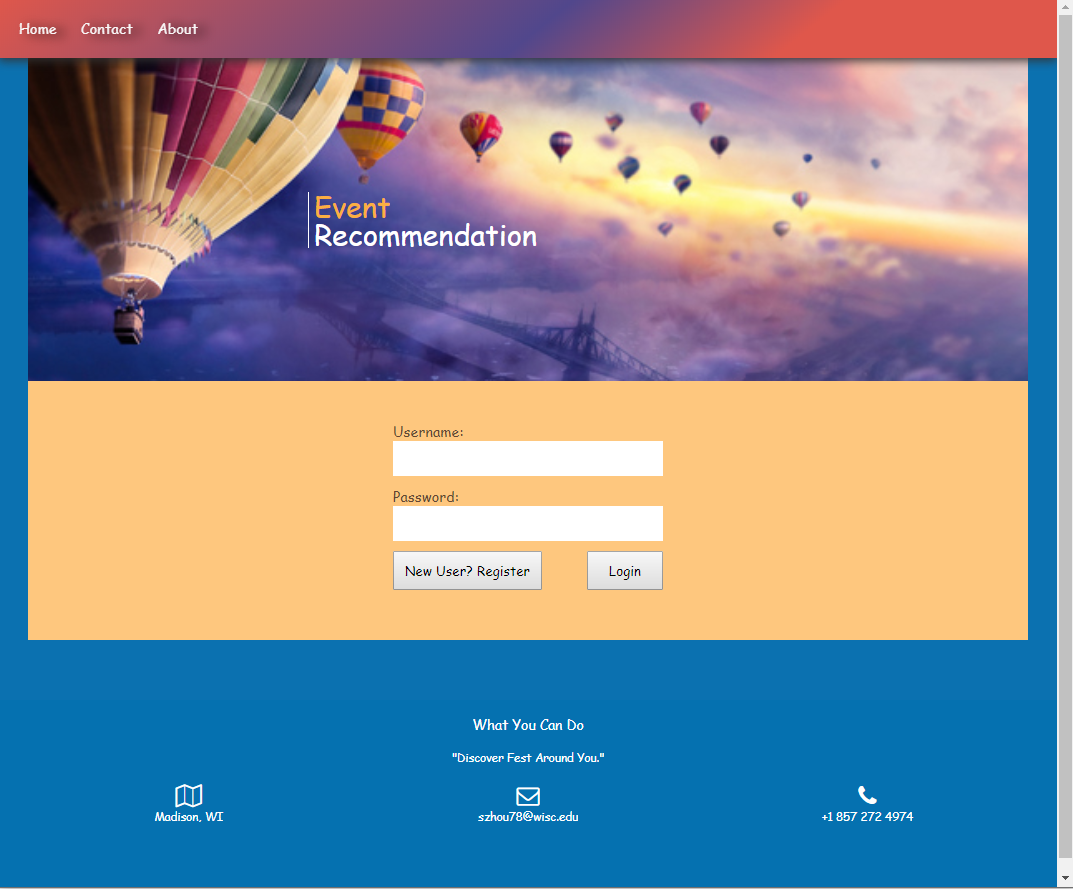 Home Contact About
Event
Recommendation
Username:
Password:
New User? Register Login
What You Can Do
"Discover Fest Around You."
Madison, WI szhou78@wisc.edu +1 857 272 4974